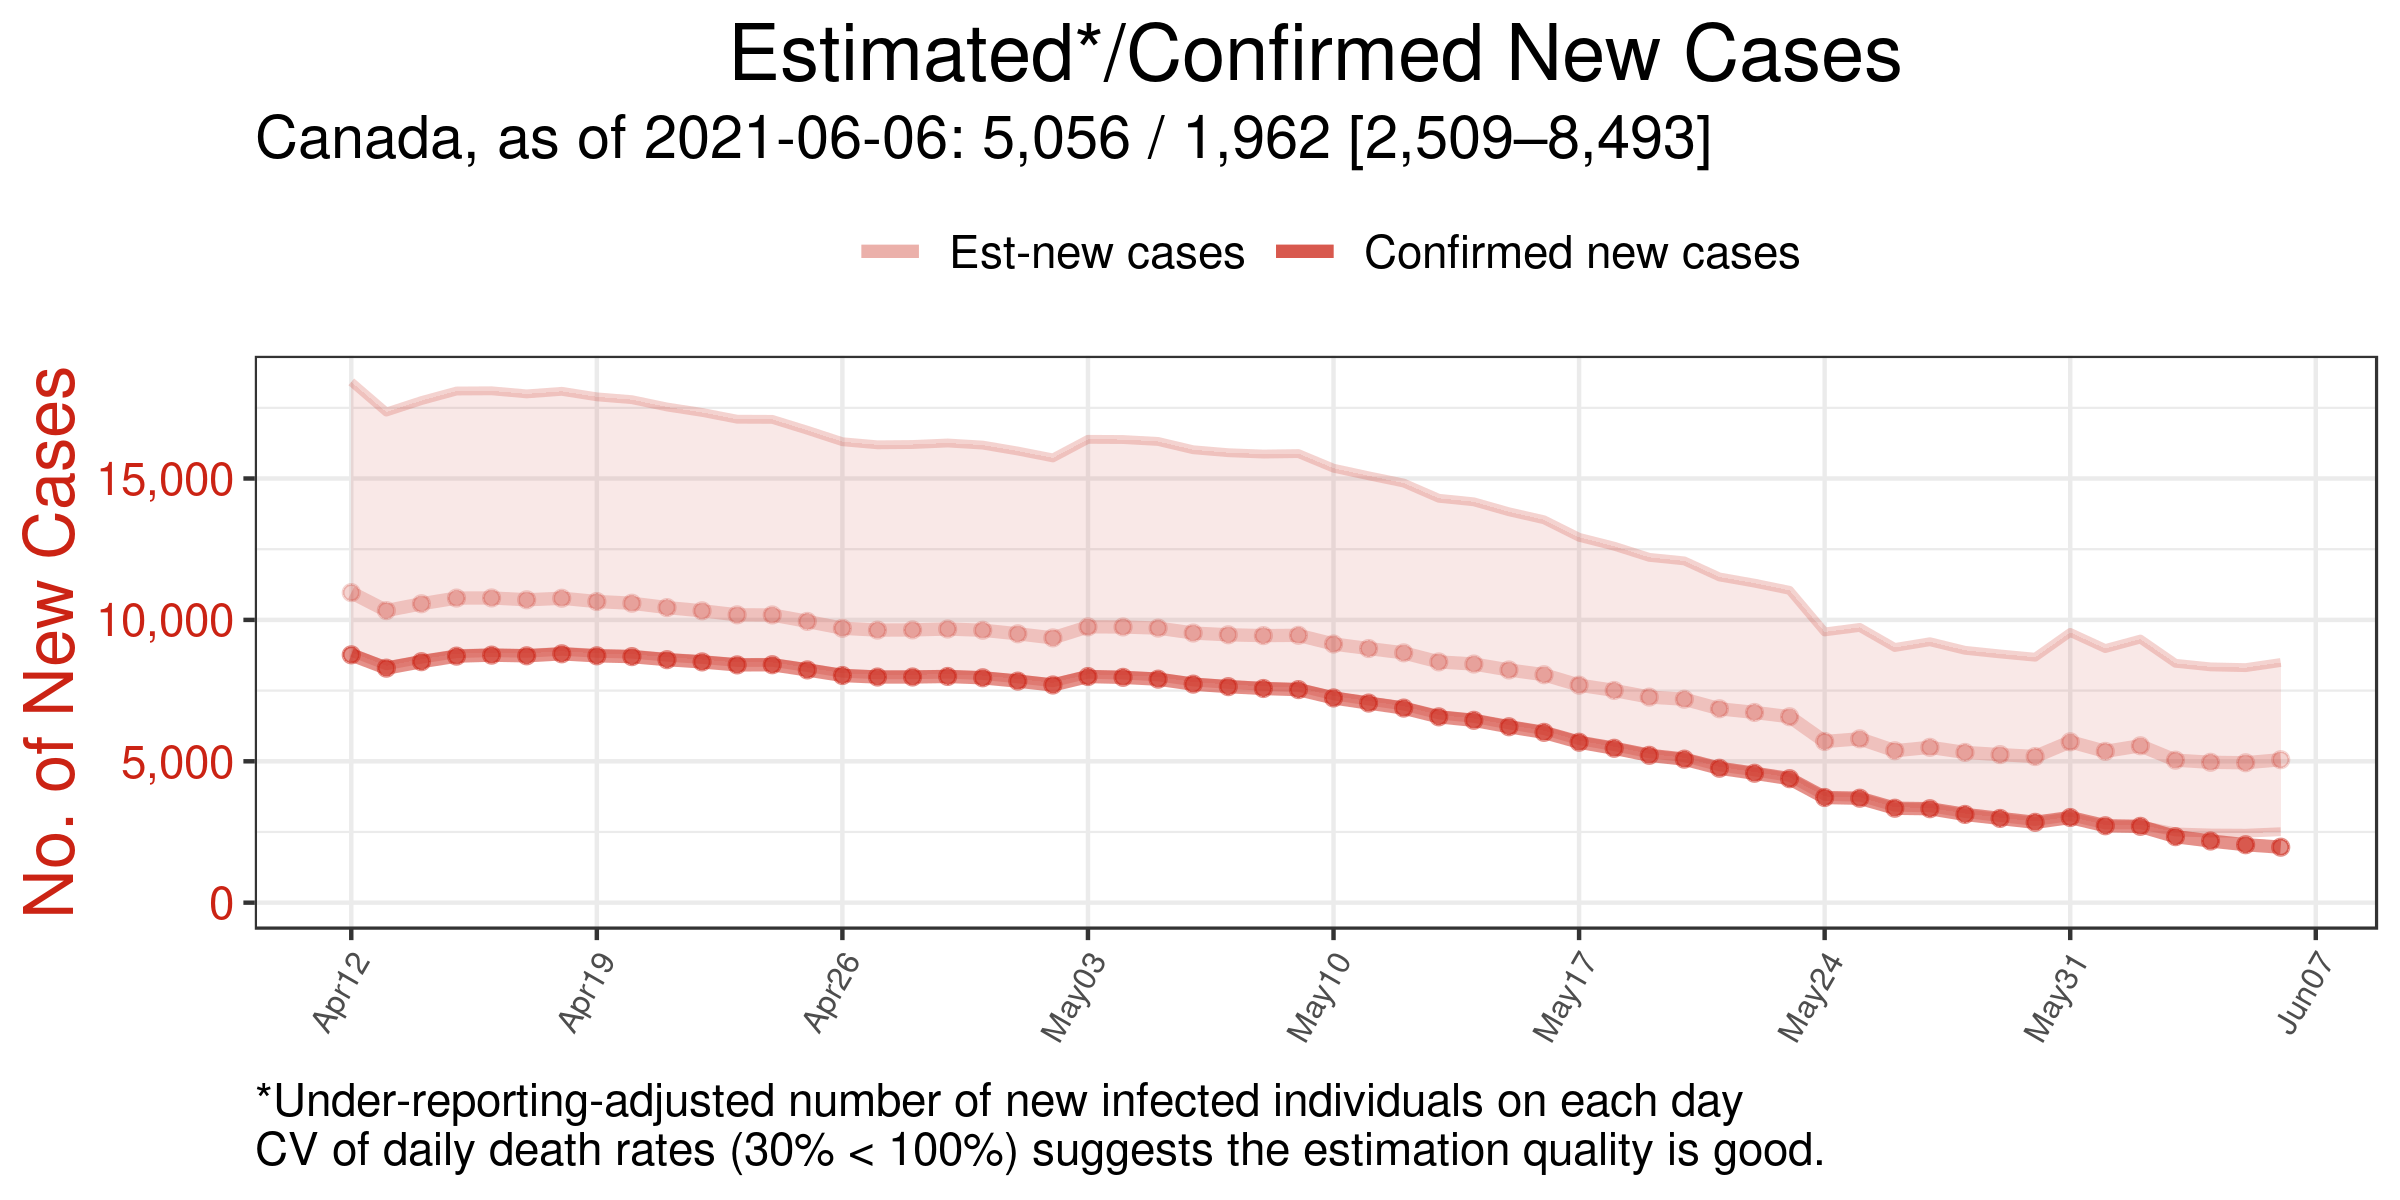 Estimated*/Confirmed New Cases
Canada, as of 2021-06-06: 5,056 / 1,962 [2,509–8,493]
Est-new cases
Confirmed new cases
No. of New Cases
15,000
10,000
5,000
0
Apr12
Apr19
Apr26
May03
May10
May17
May24
May31
Jun07
*Under-reporting-adjusted number of new infected individuals on each day
CV of daily death rates (30% < 100%) suggests the estimation quality is good.